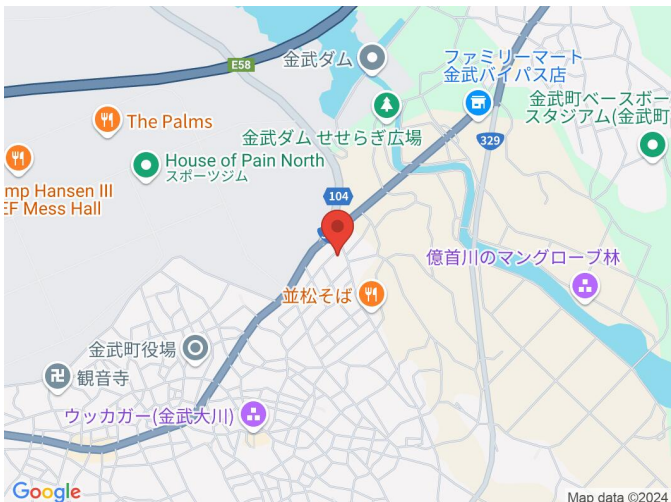 E58
金武ダム
ファミリーマート
金武バイパス店
The Palms
金武ダム せせらぎ広場
329
金武町ベースボー
スタジアム(金武町
House of Pain North
スポーツジム
mp Hansen III
EF Mess Hall
104
億首川のマングローブ林
並松そば
金武町役場
観音寺
ウッカガー(金武大川)
Google
Map data ©2024